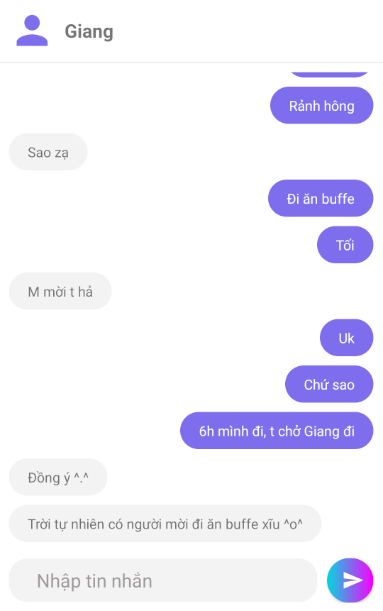 Giang
Rảnh hông
Sao zạ
Đi ăn buffe
Tối
M mời t hả
Uk
Chứ sao
6h mình đi, t chở Giang đi
Đồng ý ^.^
Trời tự nhiên có người mời đi ăn buffe xĩu ^o^
Nhập tin nhắn